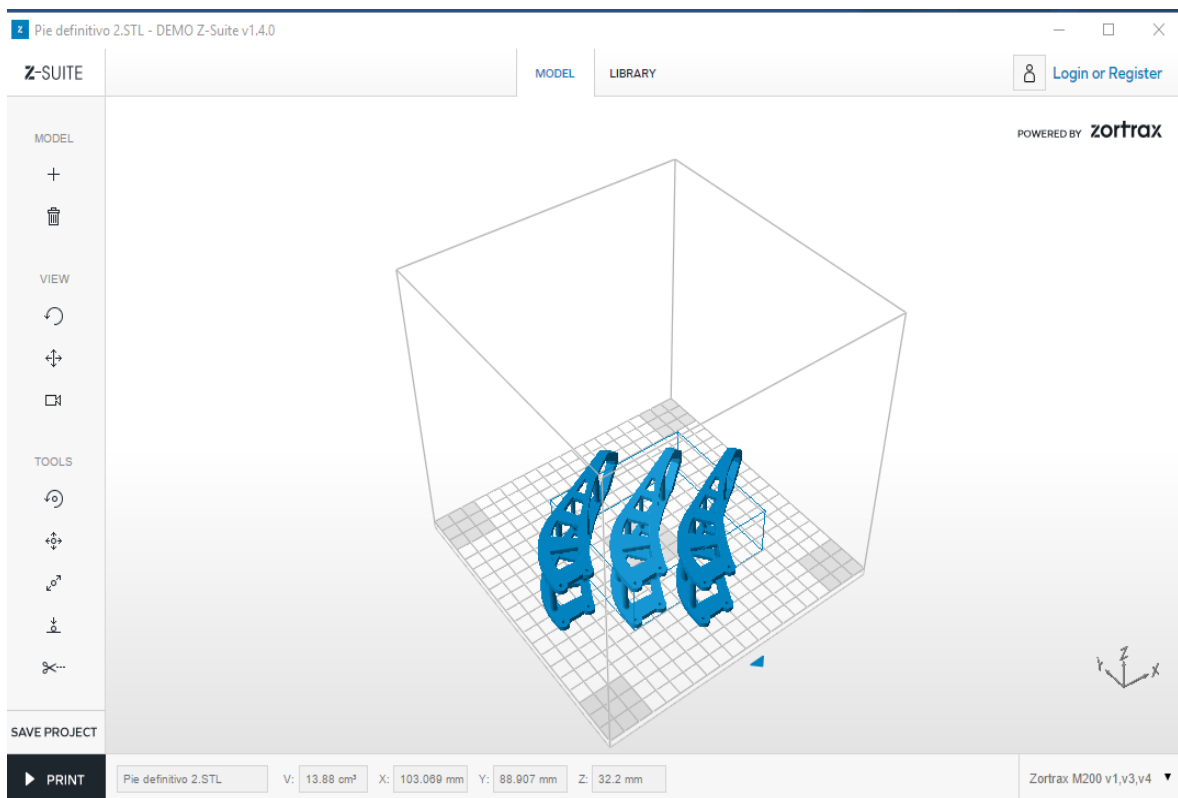 Z Pie definitivo 2.STL - DEMO Z-Suite v1.4.0
Z-SUITE
MODEL
LIBRARY
Login or Register
POWERED BY zortrax
MODEL
VIEW
TOOLS
Z
Y
X
SAVE PROJECT
PRINT
Pie definitivo 2.STL
V: 13.88 cm³
X: 103.069 mm
Y: 88.907 mm
Z: 32.2 mm
Zortrax M200 v1,v3,v4